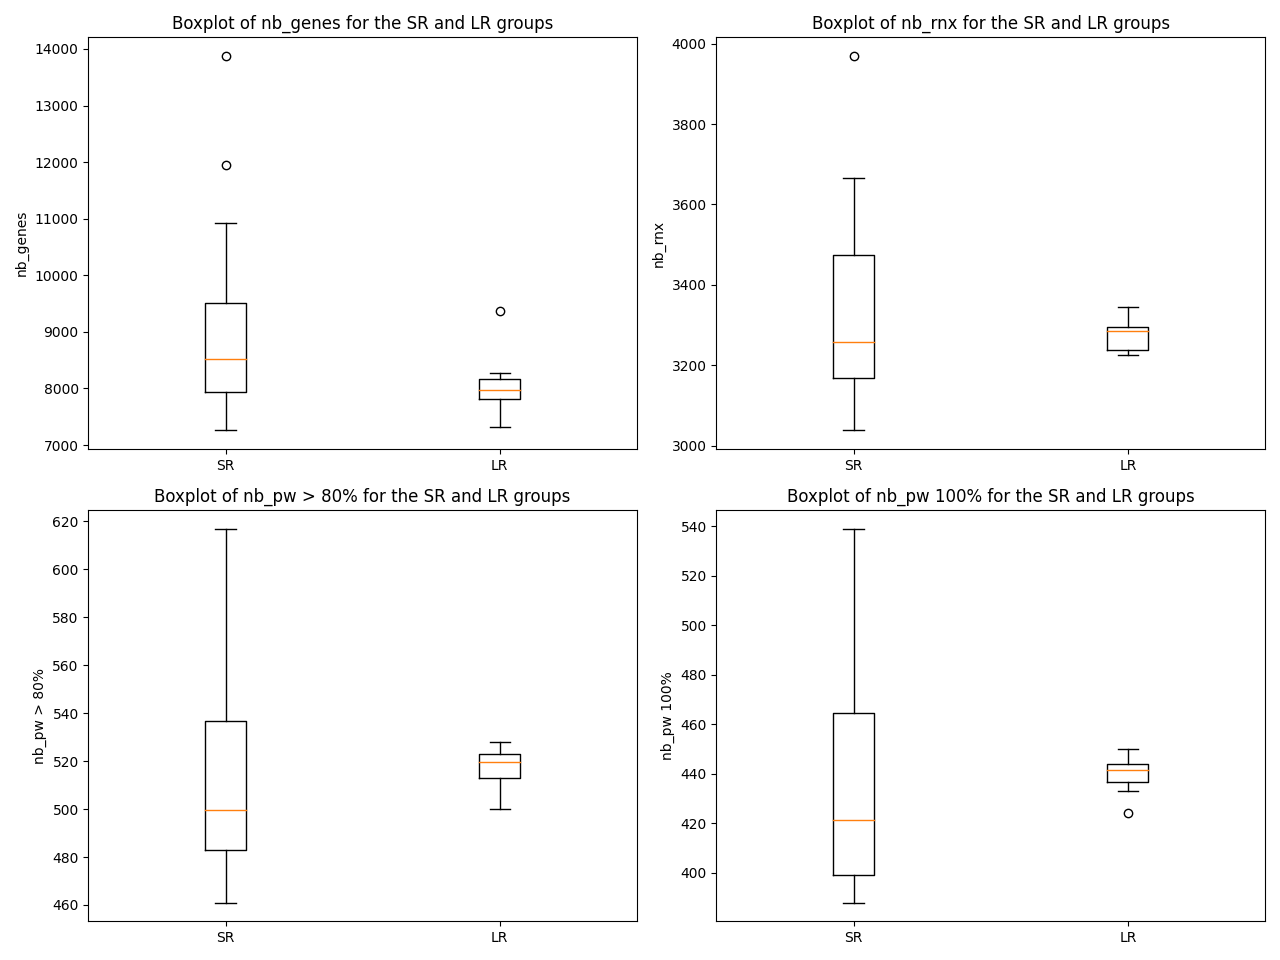 Boxplot of nb_genes for the SR and LR groups
14000
13000
12000
11000
10000
9000
8000
7000
nb_genes
SR
LR
Boxplot of nb_rnx for the SR and LR groups
4000
3800
3600
3400
3200
3000
nb_rnx
SR
LR
Boxplot of nb_pw > 80% for the SR and LR groups
620
600
580
560
540
520
500
480
460
nb_pw > 80%
SR
LR
Boxplot of nb_pw 100% for the SR and LR groups
540
520
500
480
460
440
420
400
nb_pw 100%
SR
LR